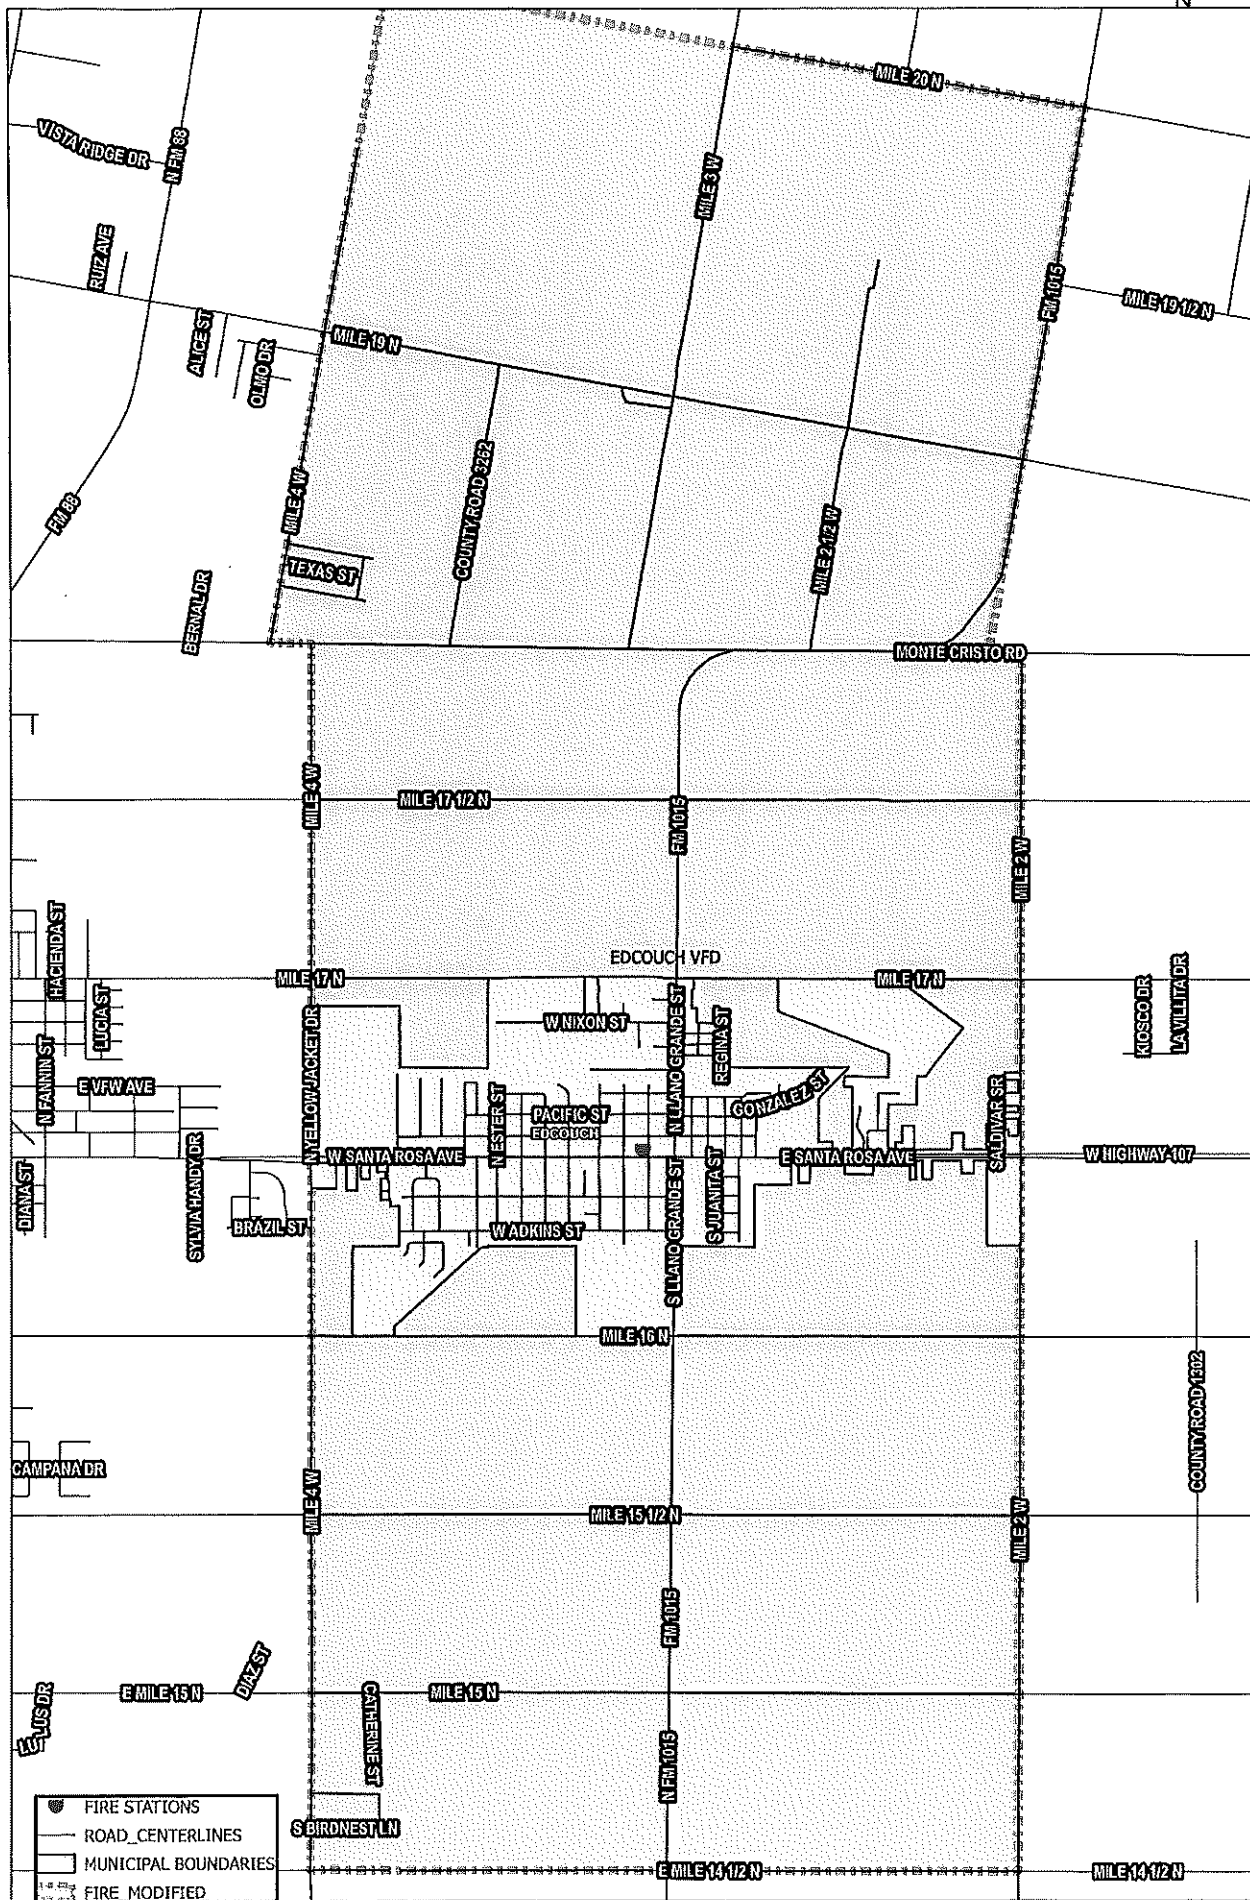 Z
MILE 20 N
VISTA RIDGE DR
N FM 88
MILE 3 W
RUIZ AVE
FM 1015
MILE 19 1/2 N
ALICE ST
MILE 19 N
OLMO DR
MILE 4 W
COUNTY ROAD 3262
FM 88
MILE 2 1/2 W
TEXAS ST
BERNAL DR
MONTE CRISTO RD
MILE 4 W
MILE 17 1/2 N
FM 1015
MILE 2 W
HACIENDA ST
EDCOUCH VFD
MILE 17 N
MILE 17 N
KIOSCO DR
LA VILLITA DR
LUCIA ST
N YELLOW JACKET DR
W NIXON ST
N LLANO GRANDE ST
REGINA ST
N FANNIN ST
E VFW AVE
N ESTER ST
PACIFIC ST
GONZALEZ ST
SALDIVAR SR
EDCOUCH
W SANTA ROSA AVE
E SANTA ROSA AVE
W HIGHWAY 107
DIANA ST
SYLVIA HANDY DR
BRAZIL ST
W ADKINS ST
S LLANO GRANDE ST
S JUANITA ST
MILE 16 N
COUNTY ROAD 1302
CAMPANA DR
MILE 4 W
MILE 15 1/2 N
MILE 2 W
FM 1015
DIAZ ST
E MILE 15 N
MILE 15 N
CATHERINE ST
LUS DR
N FM 1015
FIRE STATIONS
ROAD_CENTERLINES
S BIRDNEST LN
MUNICIPAL BOUNDARIES
E MILE 14 1/2 N
MILE 14 1/2 N
FIRE_MODIFIED